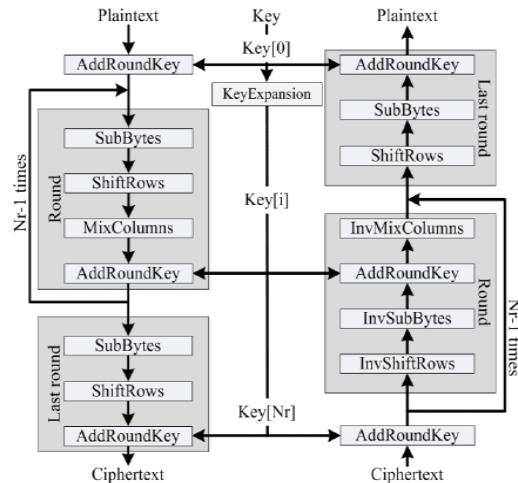 Plaintext
Key
Plaintext
AddRoundKey
Key[0]
AddRoundKey
KeyExpansion
SubBytes
ShiftRows
Last round
Nr-1 times
Round
SubBytes
ShiftRows
MixColumns
AddRoundKey
Key[i]
InvMixColumns
AddRoundKey
InvSubBytes
InvShiftRows
Round
Nr-1 times
Last round
SubBytes
ShiftRows
AddRoundKey
Key[Nr]
AddRoundKey
Ciphertext
Ciphertext